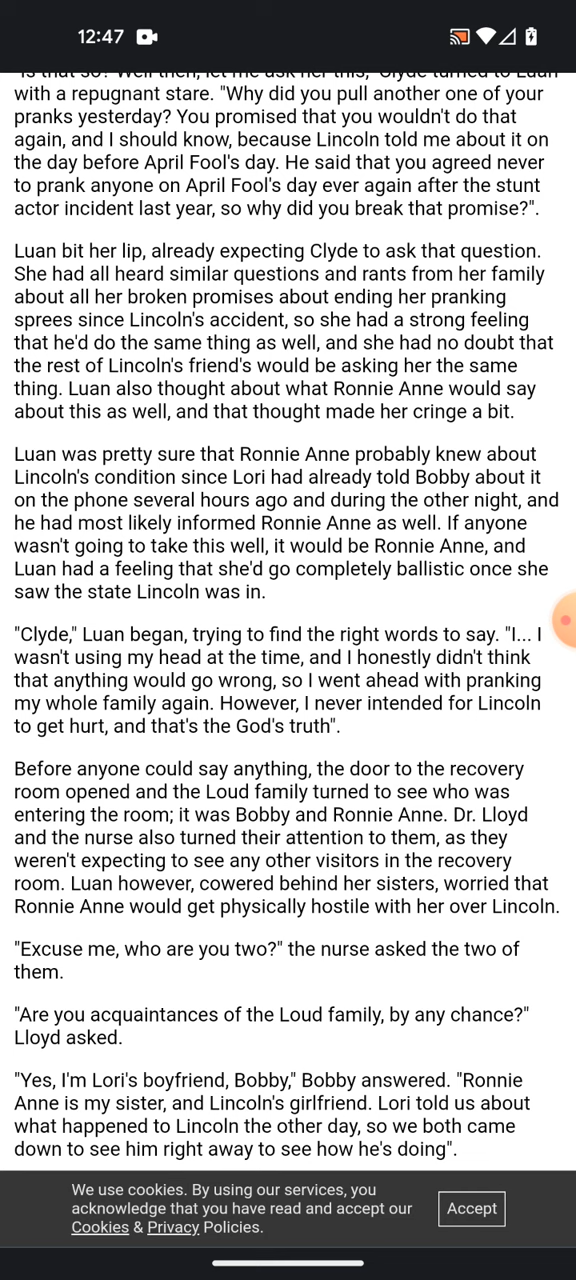 12:47
"Is that so? Well then, let me ask her this," Clyde turned to Luan
with a repugnant stare. "Why did you pull another one of your
pranks yesterday? You promised that you wouldn't do that
again, and I should know, because Lincoln told me about it on
the day before April Fool's day. He said that you agreed never
to prank anyone on April Fool's day ever again after the stunt
actor incident last year, so why did you break that promise?".
Luan bit her lip, already expecting Clyde to ask that question.
She had all heard similar questions and rants from her family
about all her broken promises about ending her pranking
sprees since Lincoln's accident, so she had a strong feeling
that he'd do the same thing as well, and she had no doubt that
the rest of Lincoln's friend's would be asking her the same
thing. Luan also thought about what Ronnie Anne would say
about this as well, and that thought made her cringe a bit.
Luan was pretty sure that Ronnie Anne probably knew about
Lincoln's condition since Lori had already told Bobby about it
on the phone several hours ago and during the other night, and
he had most likely informed Ronnie Anne as well. If anyone
wasn't going to take this well, it would be Ronnie Anne, and
Luan had a feeling that she'd go completely ballistic once she
saw the state Lincoln was in.
"Clyde," Luan began, trying to find the right words to say. "I... I
wasn't using my head at the time, and I honestly didn't think
that anything would go wrong, so I went ahead with pranking
my whole family again. However, I never intended for Lincoln
to get hurt, and that's the God's truth".
Before anyone could say anything, the door to the recovery
room opened and the Loud family turned to see who was
entering the room; it was Bobby and Ronnie Anne. Dr. Lloyd
and the nurse also turned their attention to them, as they
weren't expecting to see any other visitors in the recovery
room. Luan however, cowered behind her sisters, worried that
Ronnie Anne would get physically hostile with her over Lincoln.
"Excuse me, who are you two?" the nurse asked the two of
them.
"Are you acquaintances of the Loud family, by any chance?"
Lloyd asked.
"Yes, I'm Lori's boyfriend, Bobby," Bobby answered. "Ronnie
Anne is my sister, and Lincoln's girlfriend. Lori told us about
what happened to Lincoln the other day, so we both came
down to see him right away to see how he's doing".
We use cookies. By using our services, you
acknowledge that you have read and accept our
Cookies & Privacy Policies.
Accept